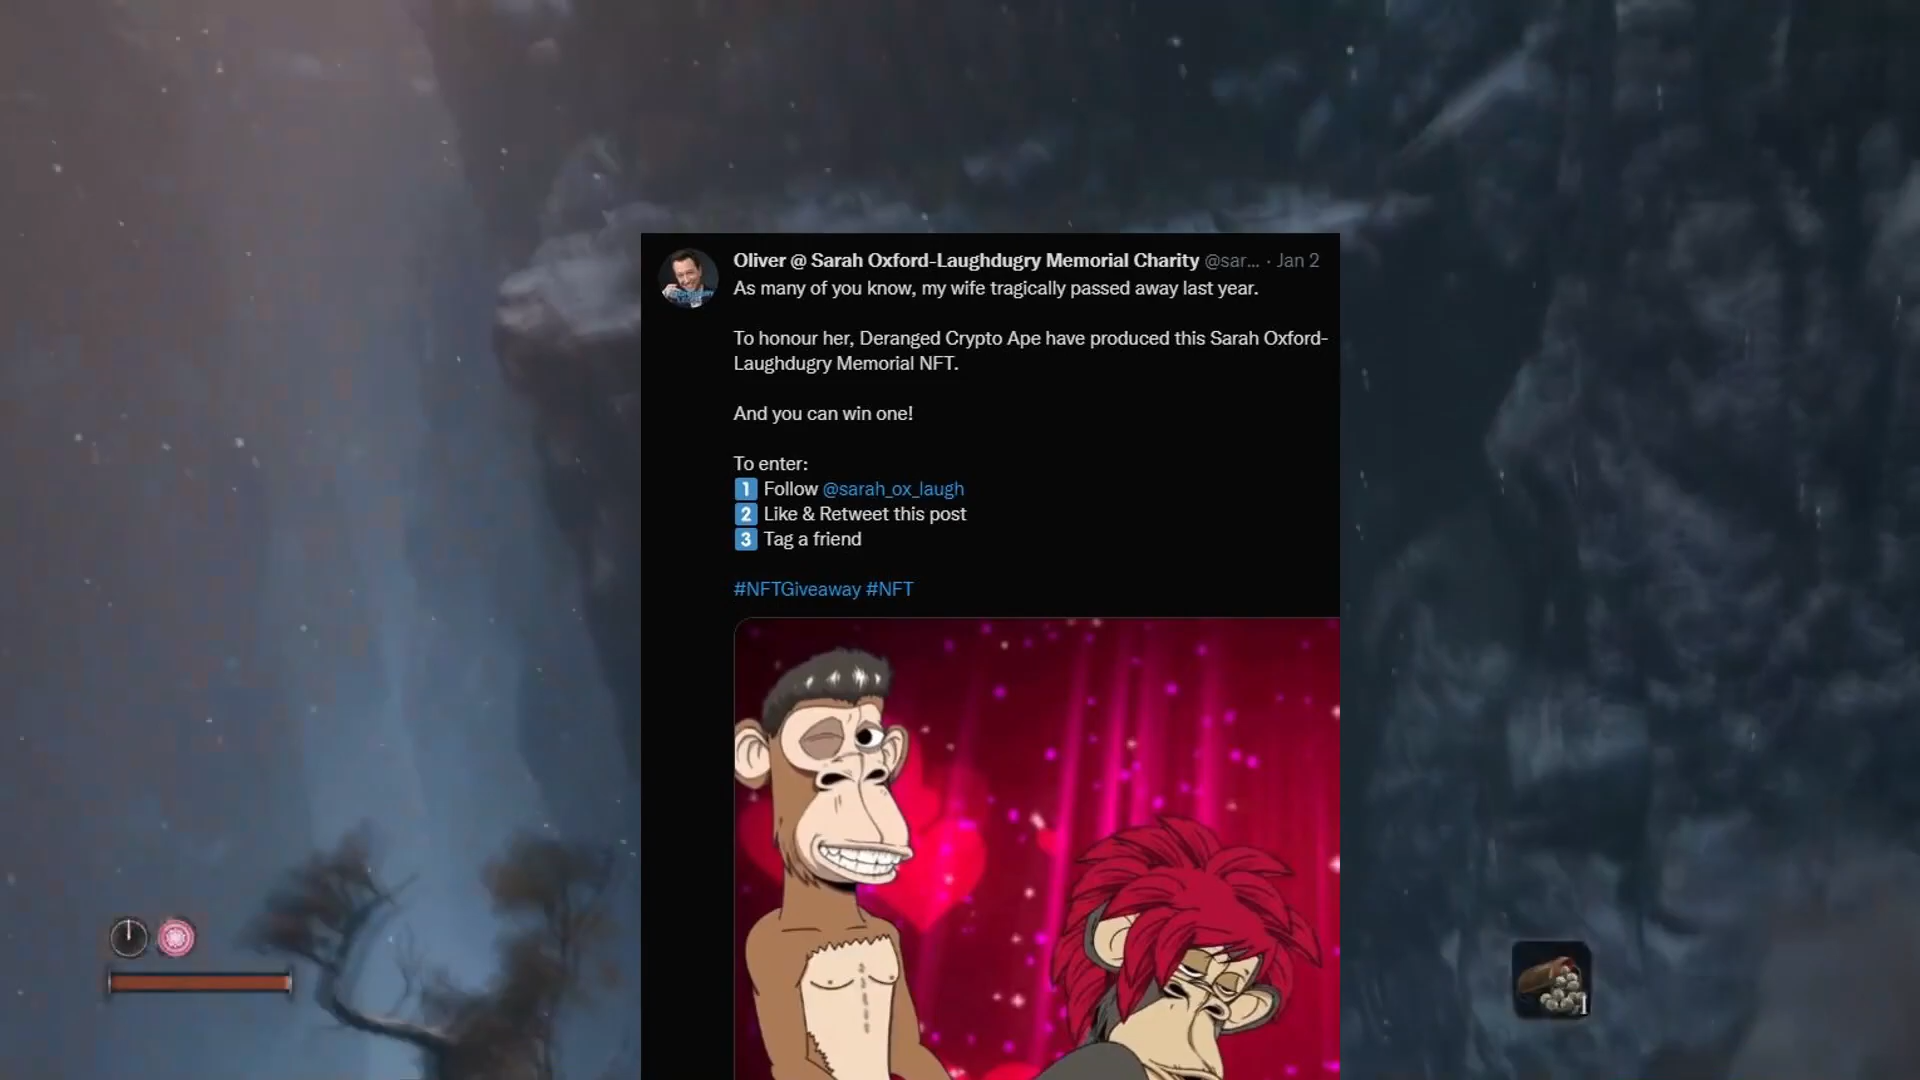 Oliver @ Sarah Oxford-Laughdugry Memorial Charity @sar... · Jan 2
As many of you know, my wife tragically passed away last year.
To honour her, Deranged Crypto Ape have produced this Sarah Oxford-
Laughdugry Memorial NFT.
And you can win one!
To enter:
1 Follow @sarah_ox_laugh
2 Like & Retweet this post
3 Tag a friend
#NFTGiveaway #NFT
1